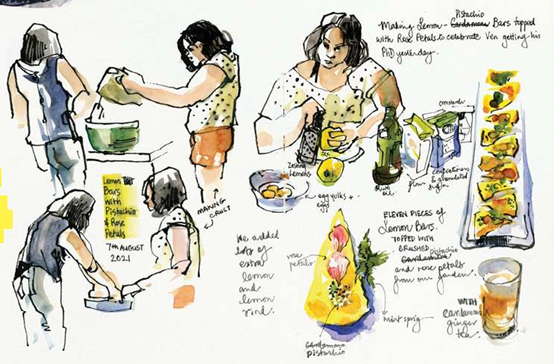 Pistachio
Making Lemon-Cardamom Bars topped
with Rose Petals to celebrate Ven getting his
PhD yesterday.
Lemon
Bars
with
Pistachio
& Rose
Petals
7TH AUGUST
2021
MAKING
CRUST
Zesting
Lemons
egg yolks +
eggs
olive
oil
flour
cornstarch
& granulated
sugar
We added
lots of
extra
lemon
and
lemon
rind.
rose
petals
mint sprig
Cardamom
pistachio
ELEVEN PIECES of
Lemon Bars
TOPPED WITH
CRUSHED pistachio
Cardamom
and rose petals
from our garden.
WITH
cardamom
ginger
tea.